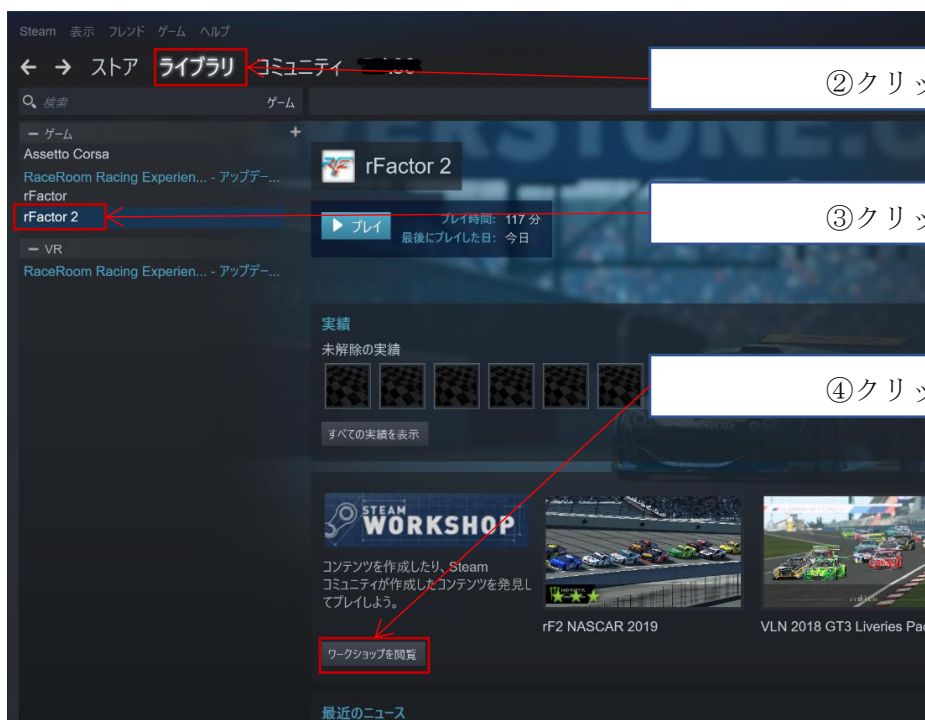 Steam 表示 フレンド ゲーム ヘルプ
← → ストア ライブラリ コミュニティ
検索 ゲーム
②クリッ
− ゲーム +
Assetto Corsa
RaceRoom Racing Experien... - アップデー...
rFactor
rFactor 2
− VR
RaceRoom Racing Experien... - アップデー...
rFactor 2
プレイ
プレイ時間: 117 分
最後にプレイした日: 今日
③クリッ
実績
未解除の実績
すべての実績を表示
④クリッ
STEAM
WORKSHOP
コンテンツを作成したり、Steam
コミュニティが作成したコンテンツを発見し
てプレイしよう。
ワークショップを閲覧
rF2 NASCAR 2019
VLN 2018 GT3 Liveries Pac
最近のニュース